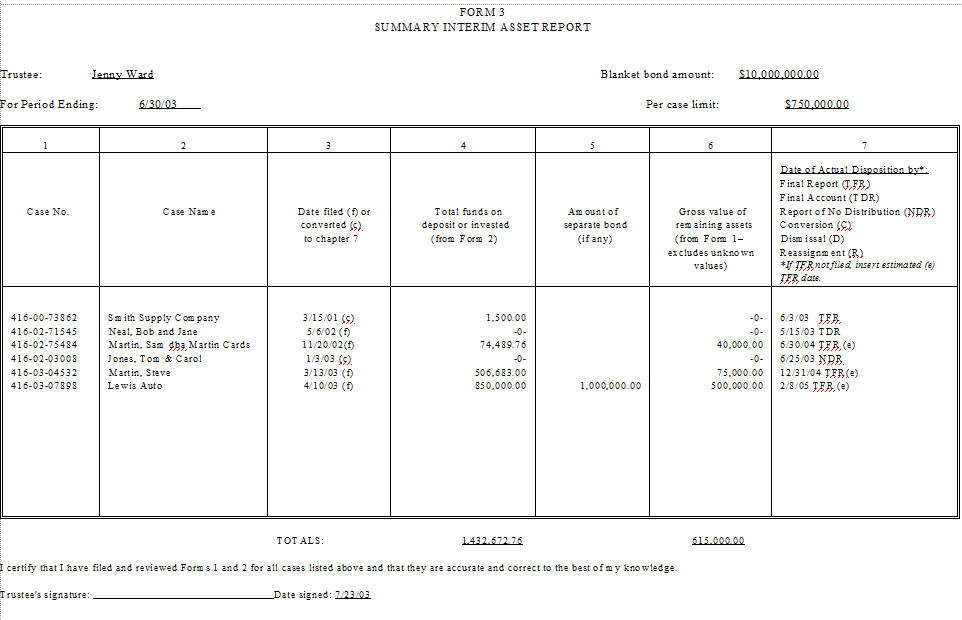 FORM 3
SUMMARY INTERIM ASSET REPORT
Trustee: Jenny Ward Blanket bond amount: $10,000,000.00
For Period Ending: 6/30/03 Per case limit: $750,000.00
1 2 3 4 5 6 7
Case No.
Case Name
Date filed (f) or
converted (c)
to chapter 7
Total funds on
deposit or invested
(from Form 2)
Amount of
separate bond
(if any)
Gross value of
remaining assets
(from Form 1–
excludes unknown
values)
Date of Actual Disposition by*:
Final Report (TFR)
Final Account (TDR)
Report of No Distribution (NDR)
Conversion (C)
Dismissal (D)
Reassignment (R)
*If TFR not filed, insert estimated (e)
TFR date.
416-00-73862 Smith Supply Company 3/15/01 (c) 1,500.00 -0- 6/3/03 TFR
416-02-71545 Neal, Bob and Jane 5/6/02 (f) -0- -0- 5/15/03 TDR
416-02-75484 Martin, Sam dba Martin Cards 11/20/02(f) 74,489.76 40,000.00 6/30/04 TFR (e)
416-02-03008 Jones, Tom & Carol 1/3/03 (c) -0- -0- 6/25/03 NDR
416-03-04532 Martin, Steve 3/13/03 (f) 506,683.00 75,000.00 12/31/04 TFR(e)
416-03-07898 Lewis Auto 4/10/03 (f) 850,000.00 1,000,000.00 500,000.00 2/8/05 TFR (e)
TOTALS: 1,432,672.76 615,000.00
I certify that I have filed and reviewed Forms 1 and 2 for all cases listed above and that they are accurate and correct to the best of my knowledge.
Trustee's signature: Date signed: 7/23/03